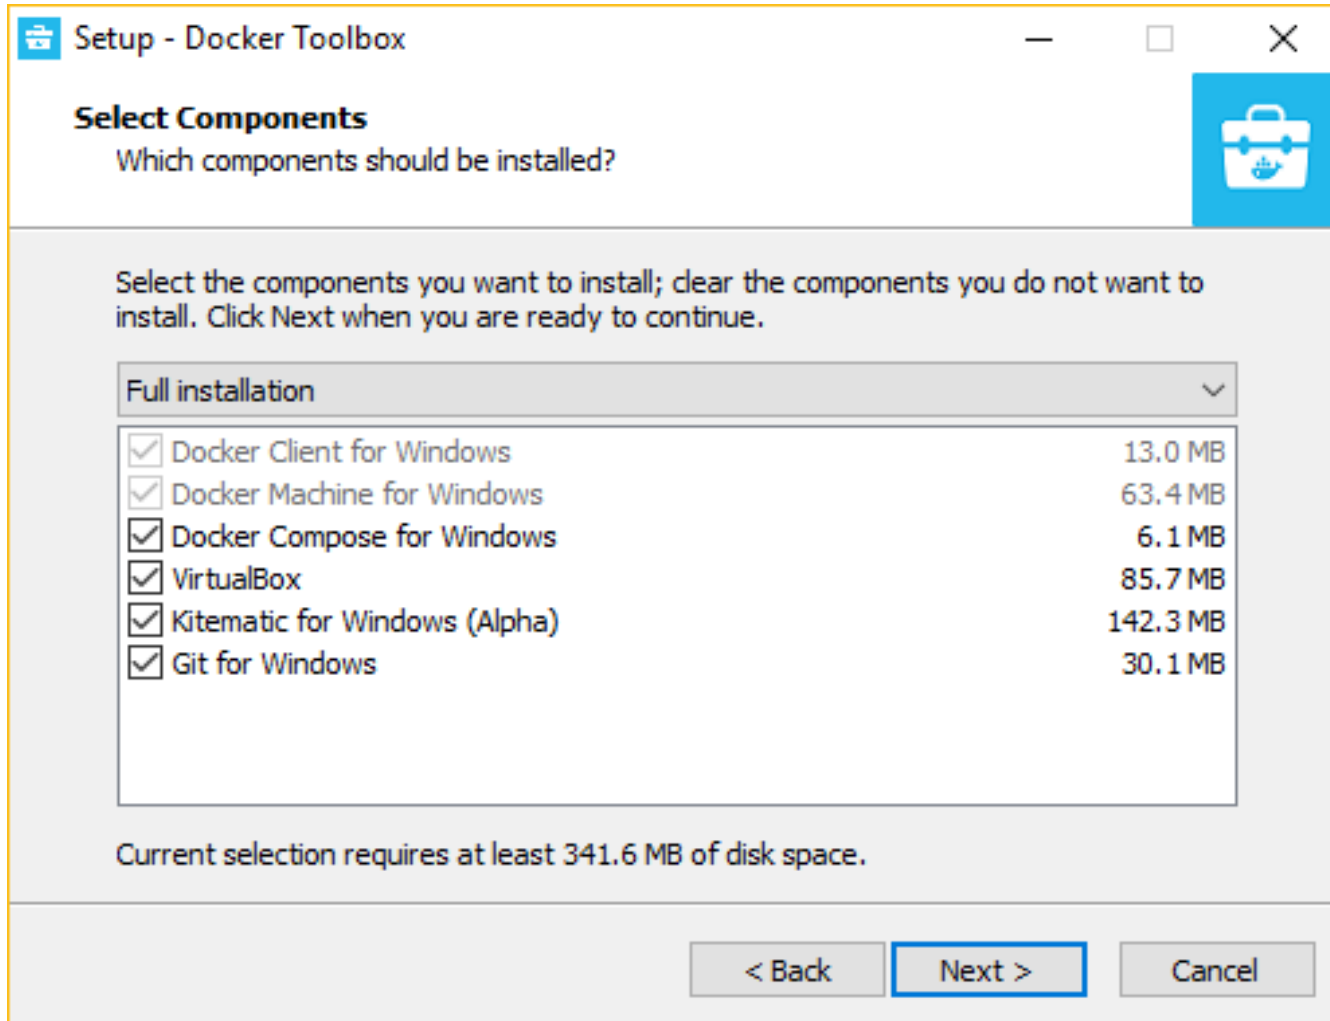 Setup - Docker Toolbox
Select Components
Which components should be installed?
Select the components you want to install; clear the components you do not want to
install. Click Next when you are ready to continue.
Full installation
Docker Client for Windows 13.0 MB
Docker Machine for Windows 63.4 MB
Docker Compose for Windows 6.1 MB
VirtualBox 85.7 MB
Kitematic for Windows (Alpha) 142.3 MB
Git for Windows 30.1 MB
Current selection requires at least 341.6 MB of disk space.
< Back Next > Cancel